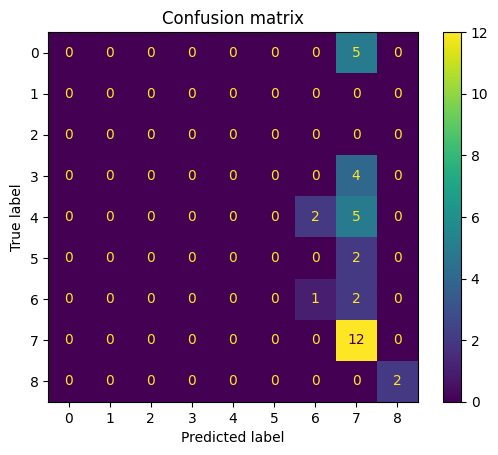 Confusion matrix
0 0 0 0 0 0 0 0 5 0
1 0 0 0 0 0 0 0 0 0
2 0 0 0 0 0 0 0 0 0
3 0 0 0 0 0 0 0 4 0
4 0 0 0 0 0 0 2 5 0
5 0 0 0 0 0 0 0 2 0
6 0 0 0 0 0 0 1 2 0
7 0 0 0 0 0 0 0 12 0
8 0 0 0 0 0 0 0 0 2
0 1 2 3 4 5 6 7 8
Predicted label
True label
12
10
8
6
4
2
0